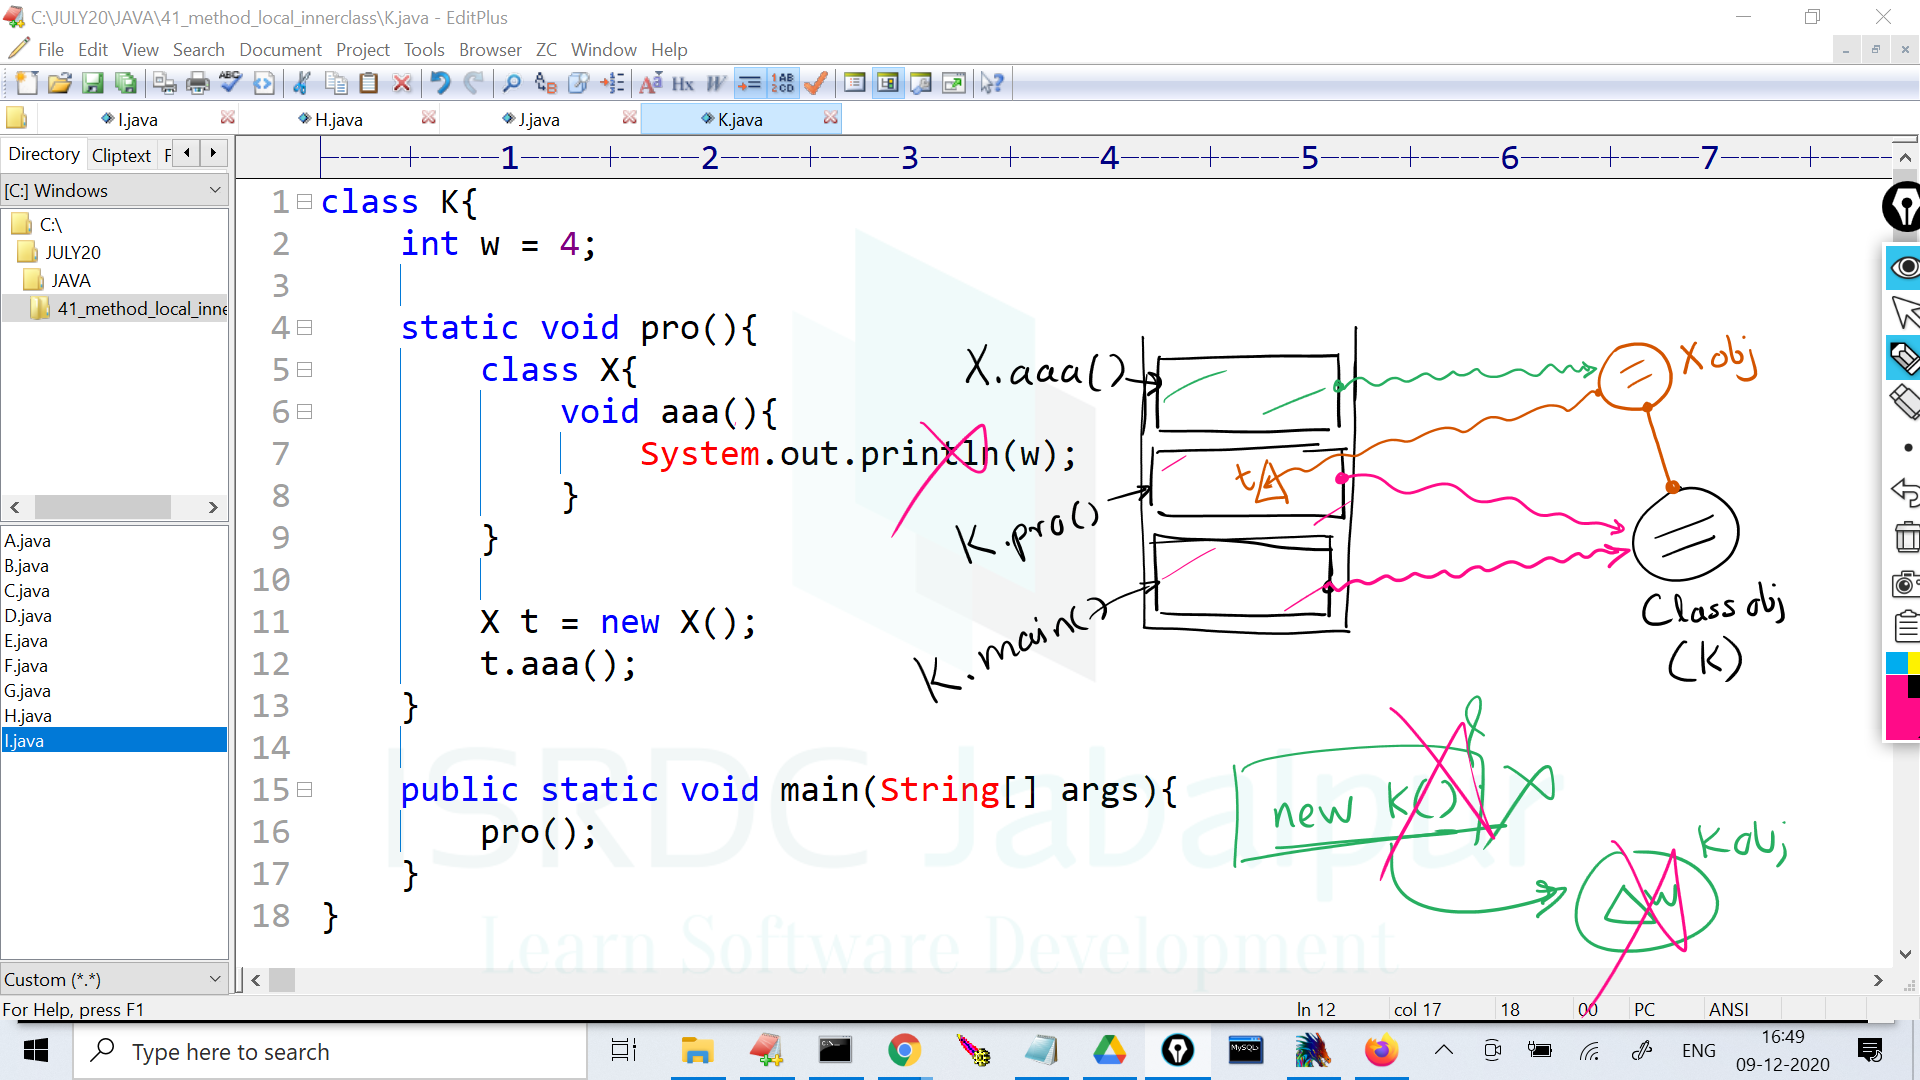 C:\JULY20\JAVA\41_method_local_innerclass\K.java - EditPlus
File Edit View Search Document Project Tools Browser ZC Window Help
I.java H.java J.java K.java
Directory Cliptext F
[C:] Windows
C:\
JULY20
JAVA
41_method_local_inne
A.java
B.java
C.java
D.java
E.java
F.java
G.java
H.java
I.java
Custom (*.*)
----+----1----+----2----+----3----+----4----+----5----+----6----+----7----+---
1 class K{
2 int w = 4;
3
4 static void pro(){
5 class X{
6 void aaa(){
7 System.out.println(w);
8 }
9 }
10
11 X t = new X();
12 t.aaa();
13 }
14
15 public static void main(String[] args){
16 pro();
17 }
18 }
X.aaa()
X obj
t
K.pro()
K.main()
Class obj
(K)
new K()
K obj
w
ISRDC Jabalpur
Learn Software Development
For Help, press F1
ln 12 col 17 18 00 PC ANSI
Type here to search
MySQL
ENG
16:49
09-12-2020